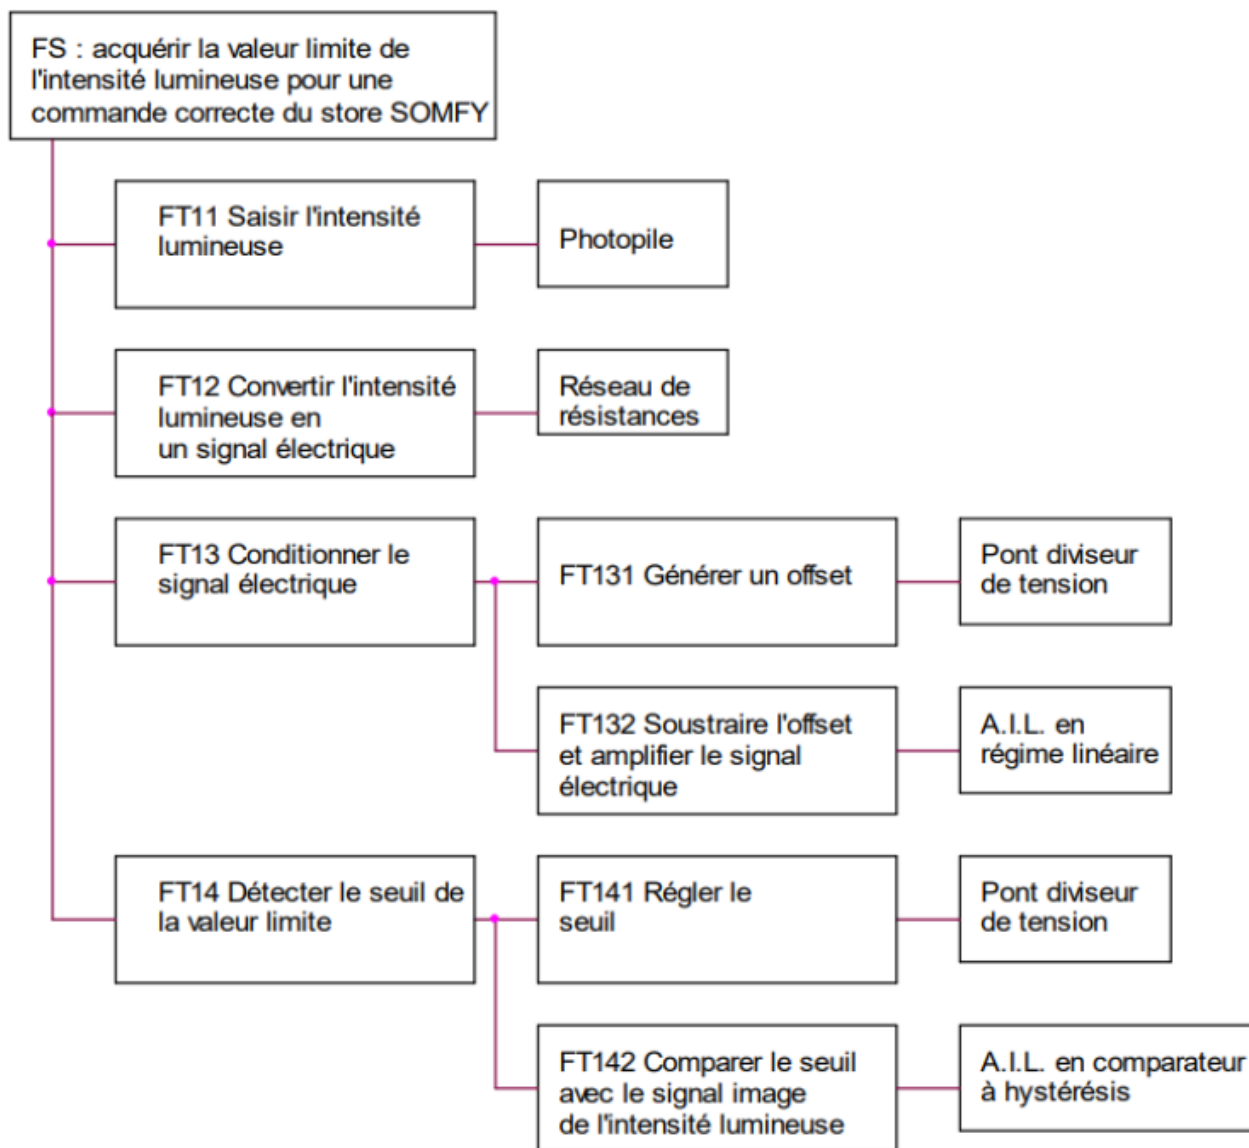 FS : acquérir la valeur limite de
l'intensité lumineuse pour une
commande correcte du store SOMFY
FT11 Saisir l'intensité
lumineuse
Photopile
FT12 Convertir l'intensité
lumineuse en
un signal électrique
Réseau de
résistances
FT13 Conditionner le
signal électrique
FT131 Générer un offset
Pont diviseur
de tension
FT132 Soustraire l'offset
et amplifier le signal
électrique
A.I.L. en
régime linéaire
FT14 Détecter le seuil de
la valeur limite
FT141 Régler le
seuil
Pont diviseur
de tension
FT142 Comparer le seuil
avec le signal image
de l'intensité lumineuse
A.I.L. en comparateur
à hystérésis